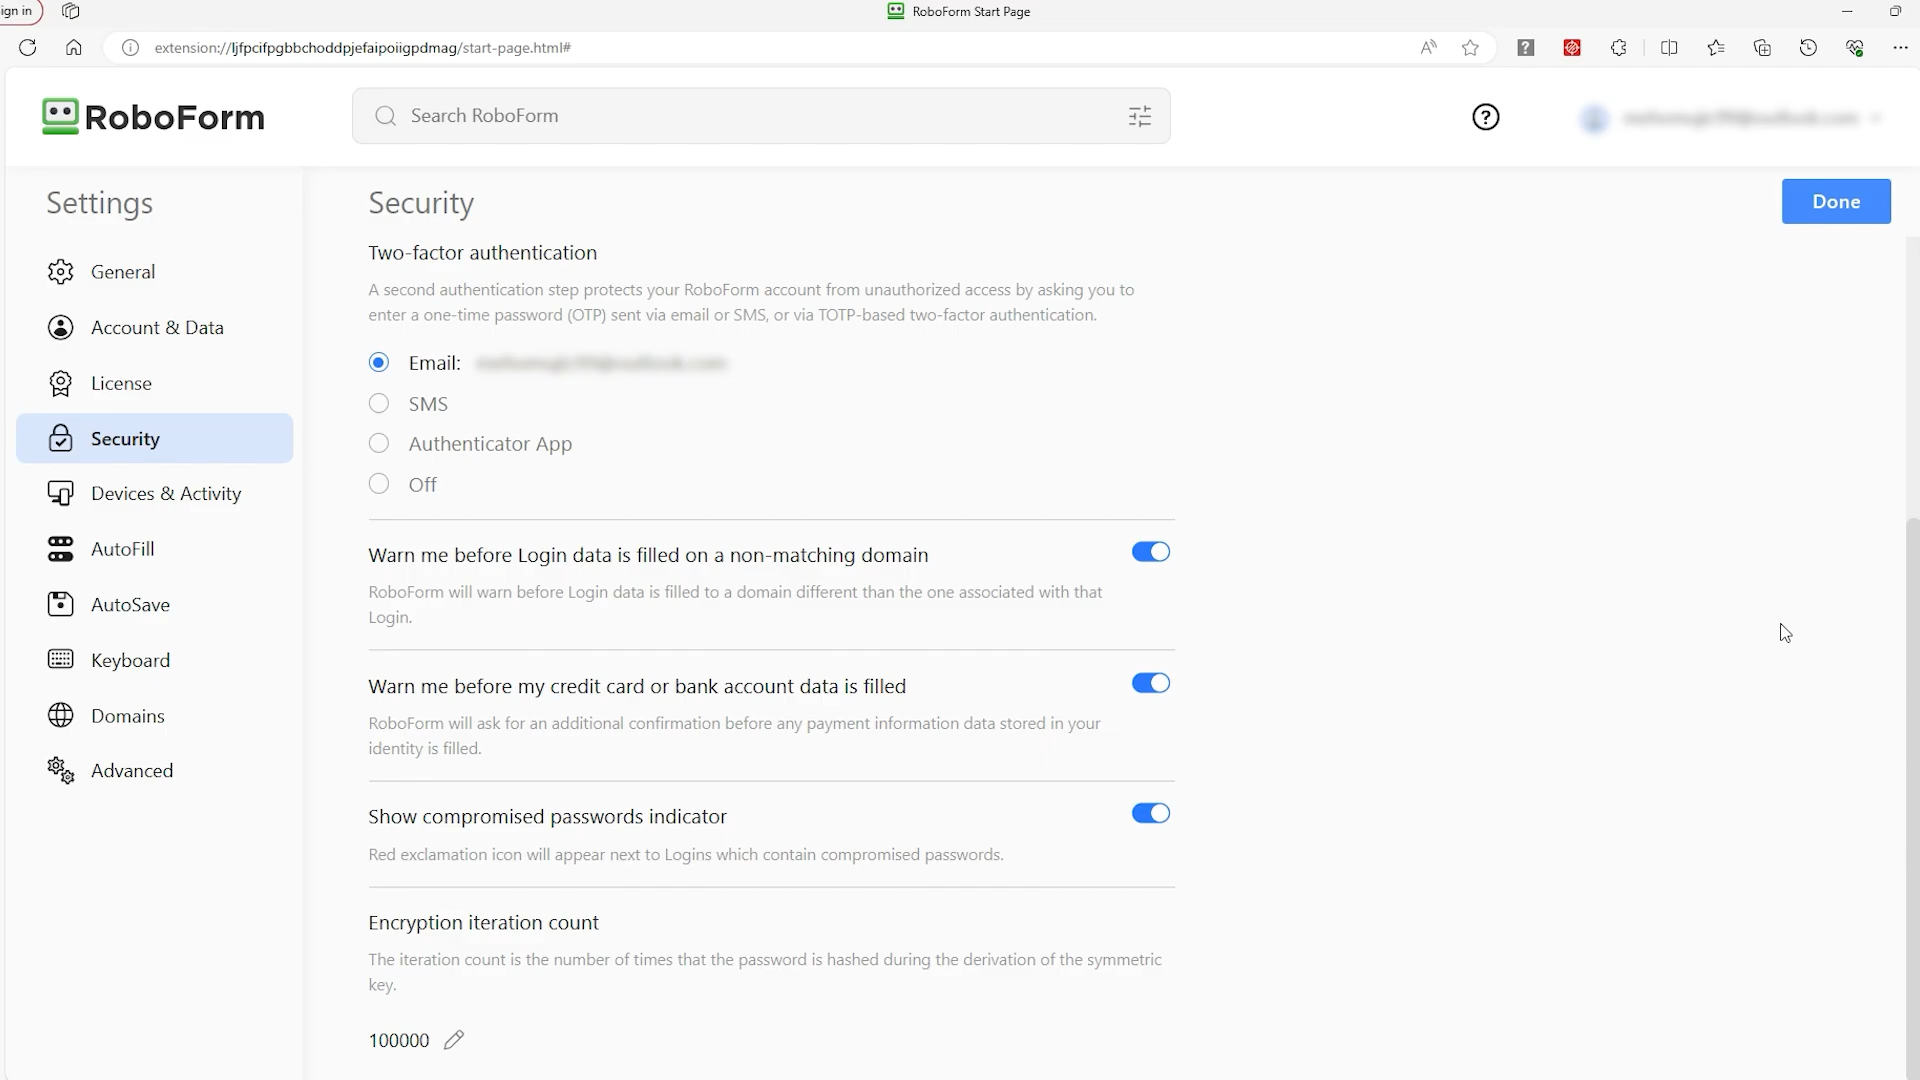 ign in
RoboForm Start Page
extension://ljfpcifpgbbchoddpjefaipoiigpdmag/start-page.html#
RoboForm
Search RoboForm
Settings
General
Account & Data
License
Security
Devices & Activity
AutoFill
AutoSave
Keyboard
Domains
Advanced
Security
Done
Two-factor authentication
A second authentication step protects your RoboForm account from unauthorized access by asking you to
enter a one-time password (OTP) sent via email or SMS, or via TOTP-based two-factor authentication.
Email:
SMS
Authenticator App
Off
Warn me before Login data is filled on a non-matching domain
RoboForm will warn before Login data is filled to a domain different than the one associated with that
Login.
Warn me before my credit card or bank account data is filled
RoboForm will ask for an additional confirmation before any payment information data stored in your
identity is filled.
Show compromised passwords indicator
Red exclamation icon will appear next to Logins which contain compromised passwords.
Encryption iteration count
The iteration count is the number of times that the password is hashed during the derivation of the symmetric
key.
100000